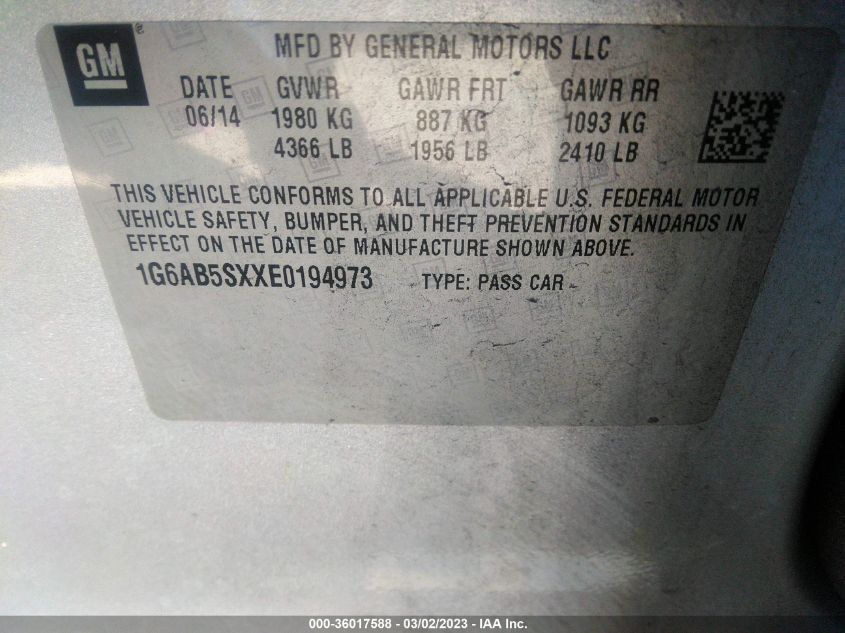 GM
MFD BY GENERAL MOTORS LLC
DATE GVWR GAWR FRT GAWR RR
06/14 1980 KG 887 KG 1093 KG
4366 LB 1956 LB 2410 LB
THIS VEHICLE CONFORMS TO ALL APPLICABLE U.S. FEDERAL MOTOR
VEHICLE SAFETY, BUMPER, AND THEFT PREVENTION STANDARDS IN
EFFECT ON THE DATE OF MANUFACTURE SHOWN ABOVE.
1G6AB5SXXE0194973 TYPE: PASS CAR
000-36017588 - 03/02/2023 - IAA Inc.